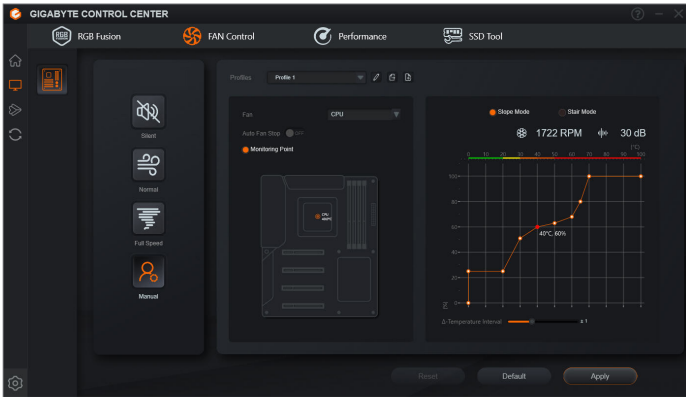 GIGABYTE CONTROL CENTER
RGB RGB Fusion FAN Control Performance SSD Tool
Profiles Profile 1
Silent
Normal
Full Speed
Manual
Fan CPU
Auto Fan Stop OFF
Monitoring Point
CPU
Slope Mode Stair Mode
1722 RPM 30 dB
(°C)
0 10 20 30 40 50 60 70 80 90 100
100
80
60
40
20
0
[%]
40°C, 60%
Δ-Temperature Interval ± 1
Reset Default Apply